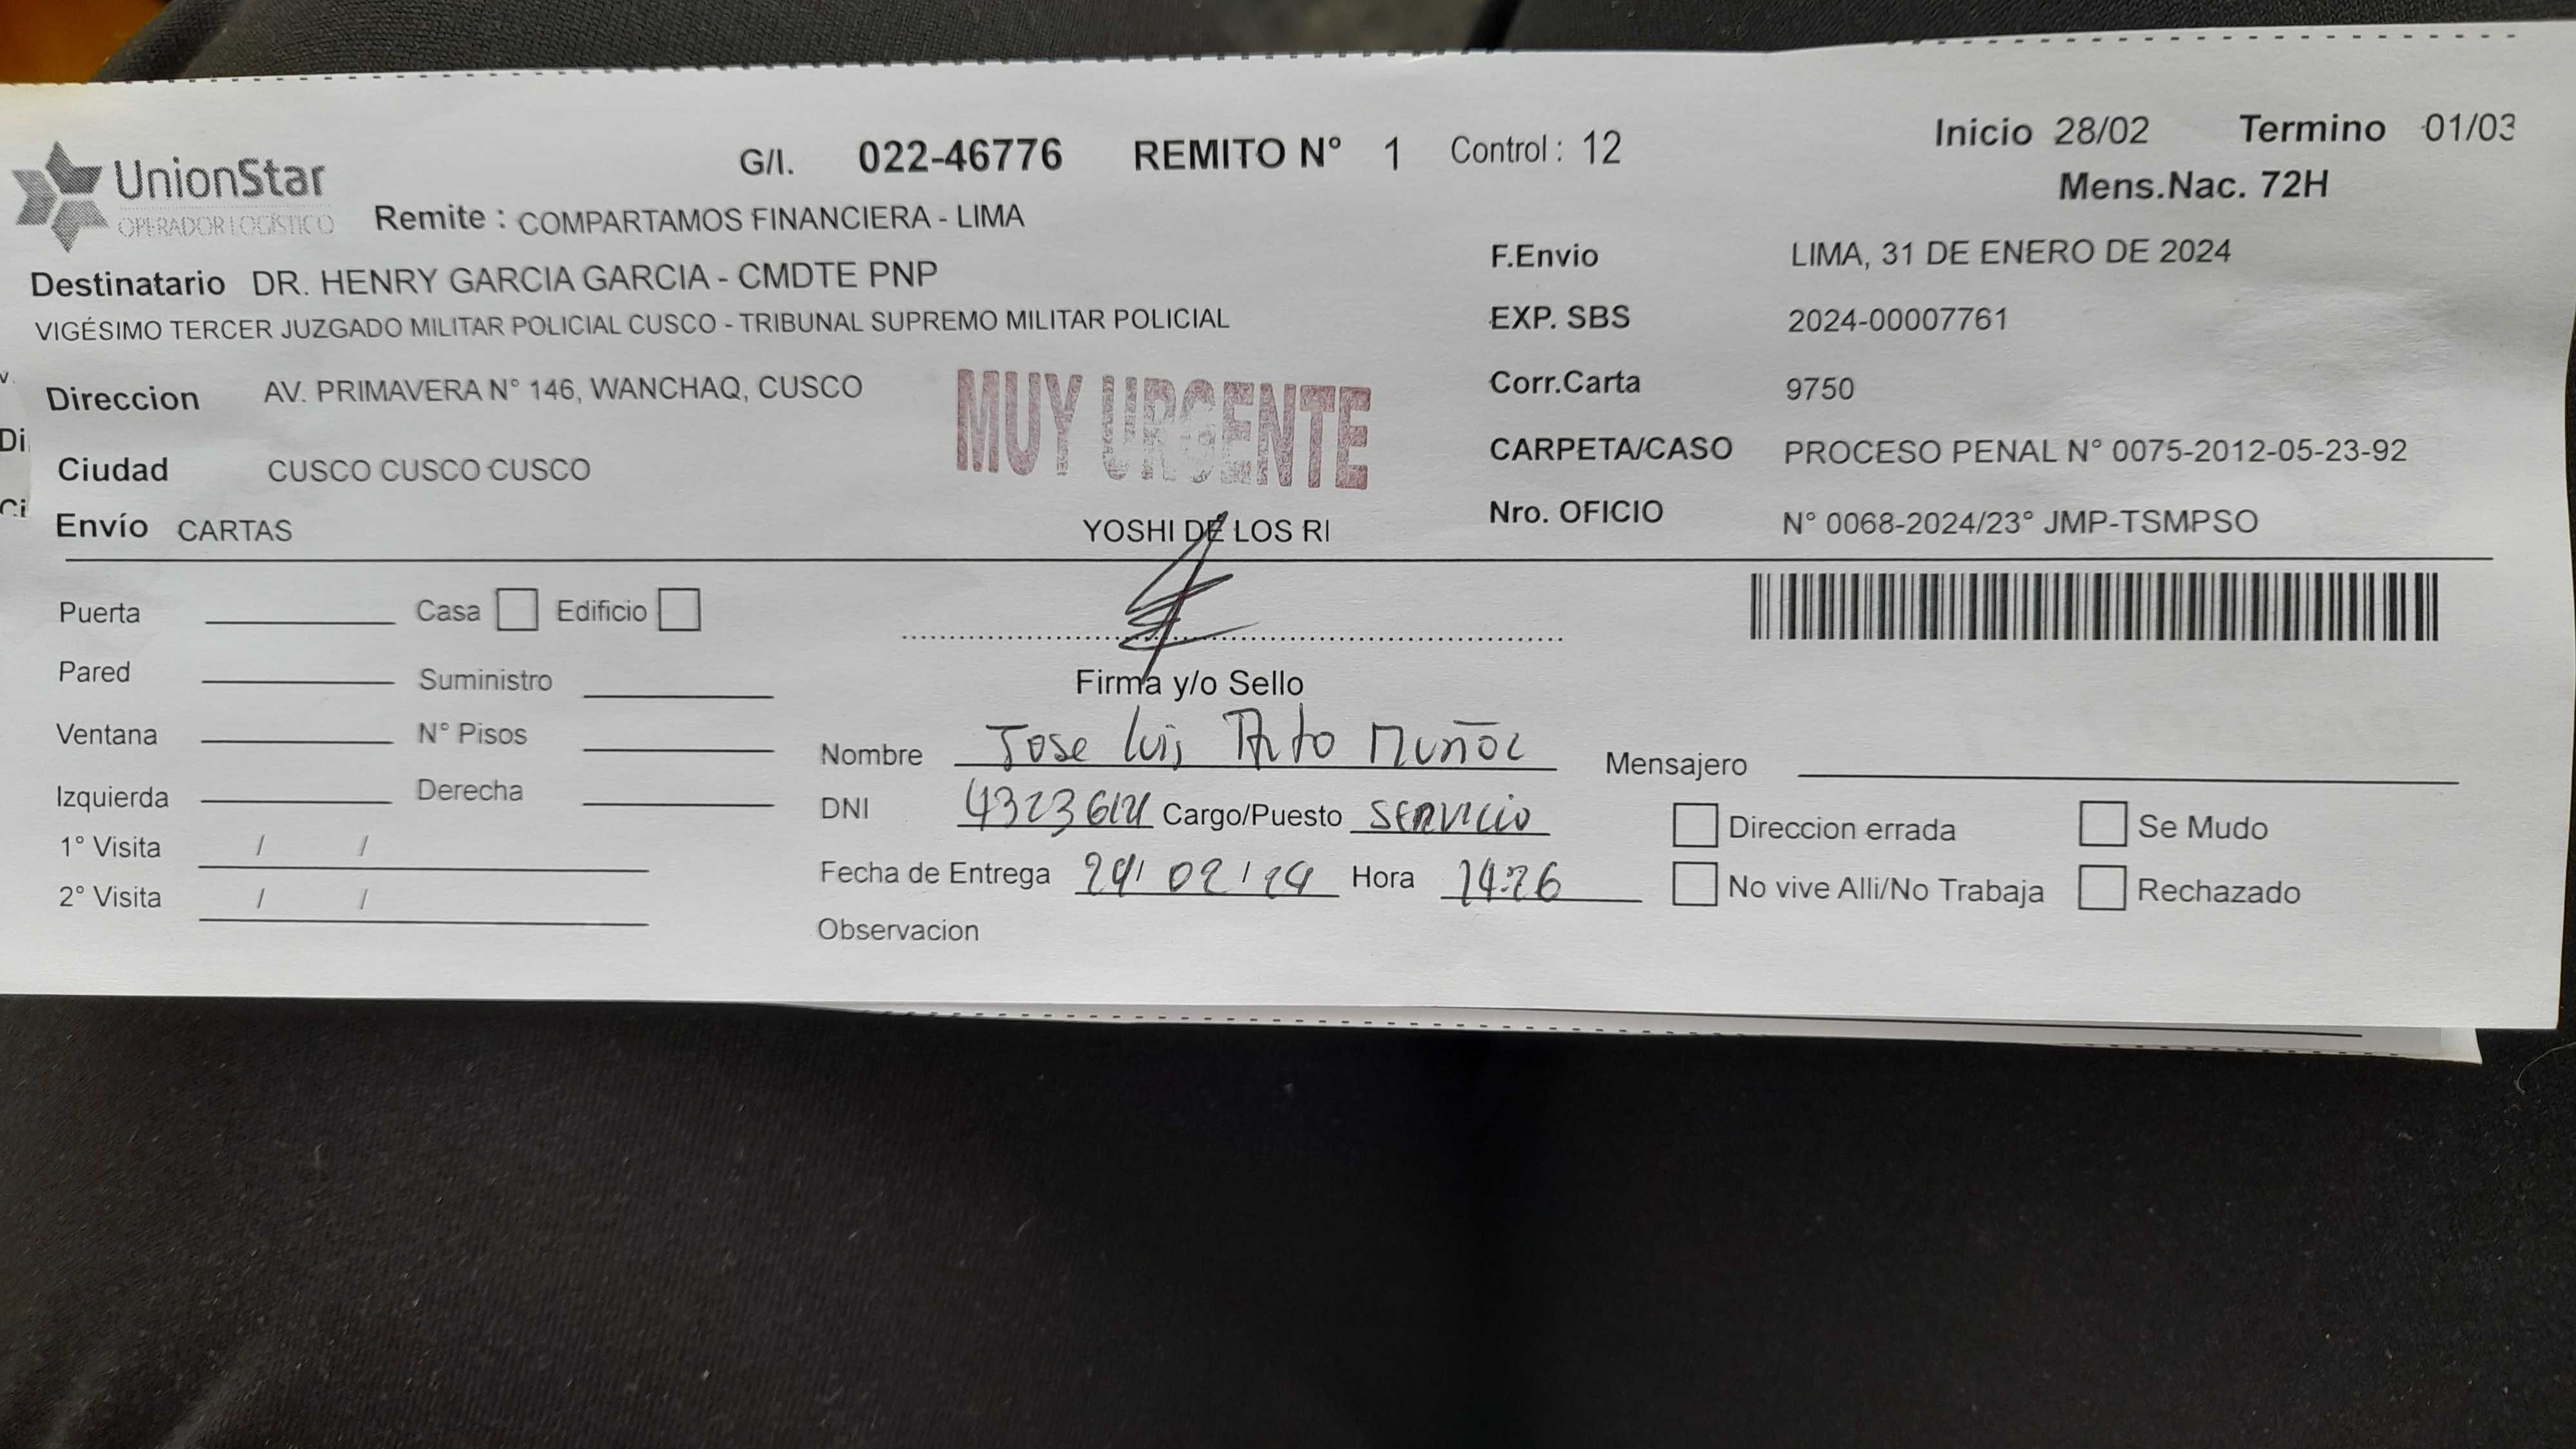 UnionStar
OPERADOR LOGÍSTICO
G/I. 022-46776 REMITO N° 1 Control : 12
Inicio 28/02 Termino 01/03
Mens.Nac. 72H
Remite : COMPARTAMOS FINANCIERA - LIMA
Destinatario DR. HENRY GARCIA GARCIA - CMDTE PNP
VIGÉSIMO TERCER JUZGADO MILITAR POLICIAL CUSCO - TRIBUNAL SUPREMO MILITAR POLICIAL
Direccion AV. PRIMAVERA N° 146, WANCHAQ, CUSCO
Ciudad CUSCO CUSCO CUSCO
Envío CARTAS
MUY URGENTE
YOSHI DE LOS RI
F.Envio LIMA, 31 DE ENERO DE 2024
EXP. SBS 2024-00007761
Corr.Carta 9750
CARPETA/CASO PROCESO PENAL N° 0075-2012-05-23-92
Nro. OFICIO N° 0068-2024/23° JMP-TSMPSO
Di
Ci
Puerta Casa Edificio
Pared Suministro
Ventana N° Pisos
Izquierda Derecha
1° Visita / /
2° Visita / /
Firma y/o Sello
Nombre Jose Luis Muñoz
DNI Cargo/Puesto SERVICIO
Fecha de Entrega Hora
Observacion
Mensajero
Direccion errada Se Mudo
No vive Alli/No Trabaja Rechazado